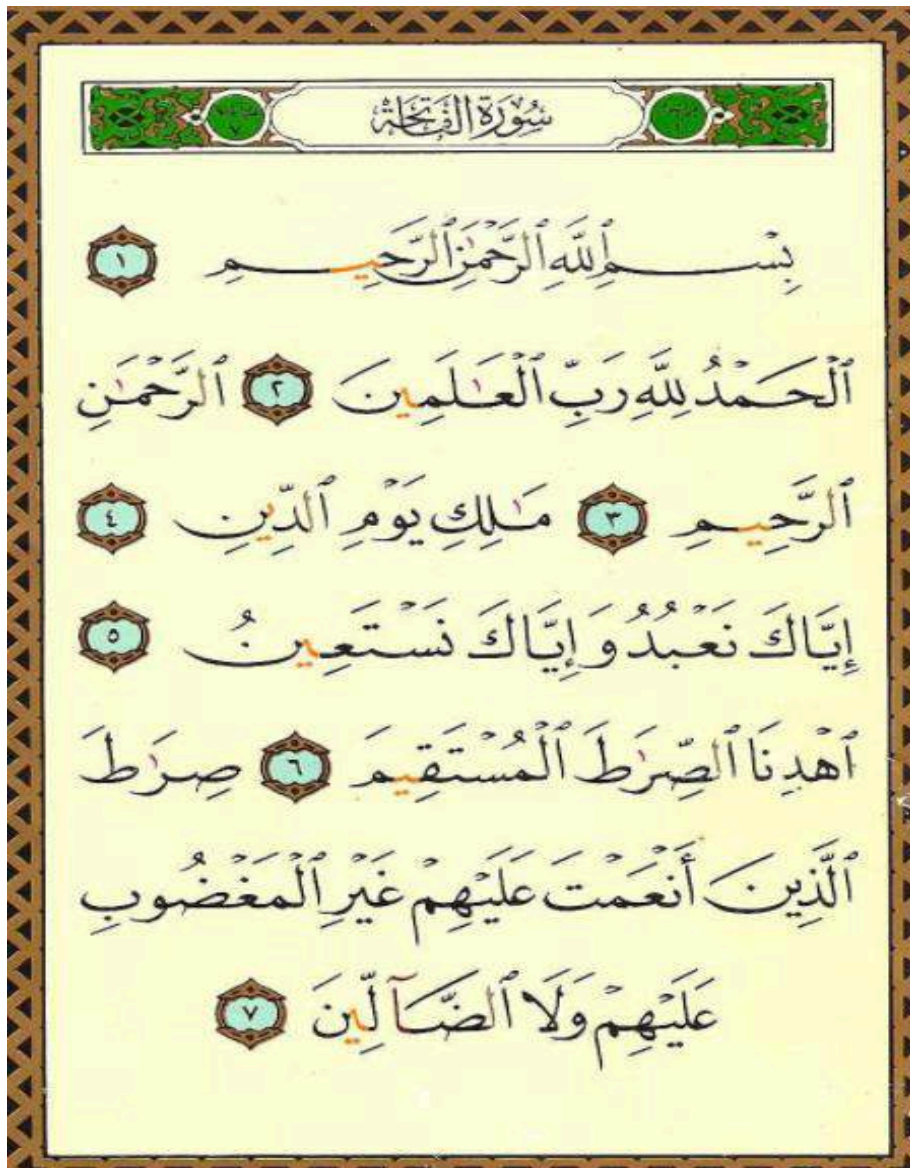 سُورَةُ الفَاتِحَة
بِسْمِ ٱللَّهِ ٱلرَّحْمَٰنِ ٱلرَّحِيمِ ١
ٱلْحَمْدُ لِلَّهِ رَبِّ ٱلْعَٰلَمِينَ ٢ ٱلرَّحْمَٰنِ
ٱلرَّحِيمِ ٣ مَٰلِكِ يَوْمِ ٱلدِّينِ ٤
إِيَّاكَ نَعْبُدُ وَإِيَّاكَ نَسْتَعِينُ ٥
ٱهْدِنَا ٱلصِّرَٰطَ ٱلْمُسْتَقِيمَ ٦ صِرَٰطَ
ٱلَّذِينَ أَنْعَمْتَ عَلَيْهِمْ غَيْرِ ٱلْمَغْضُوبِ
عَلَيْهِمْ وَلَا ٱلضَّآلِّينَ ٧